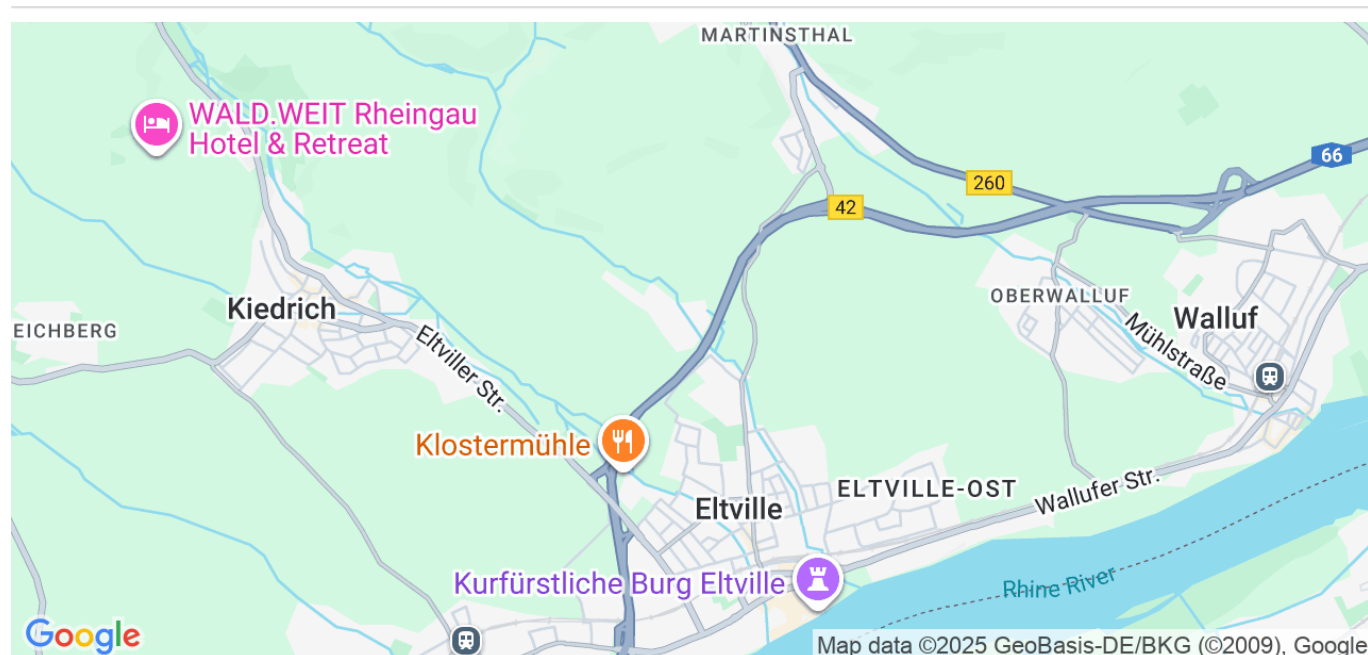 MARTINSTHAL
WALD.WEIT Rheingau
Hotel & Retreat
66
260
42
OBERWALLUF
Kiedrich
Walluf
EICHBERG
Mühlstraße
Eltviller Str.
Klostermühle
ELTVILLE-OST
Wallufer Str.
Eltville
Kurfürstliche Burg Eltville
Rhine River
Google
Map data ©2025 GeoBasis-DE/BKG (©2009), Google